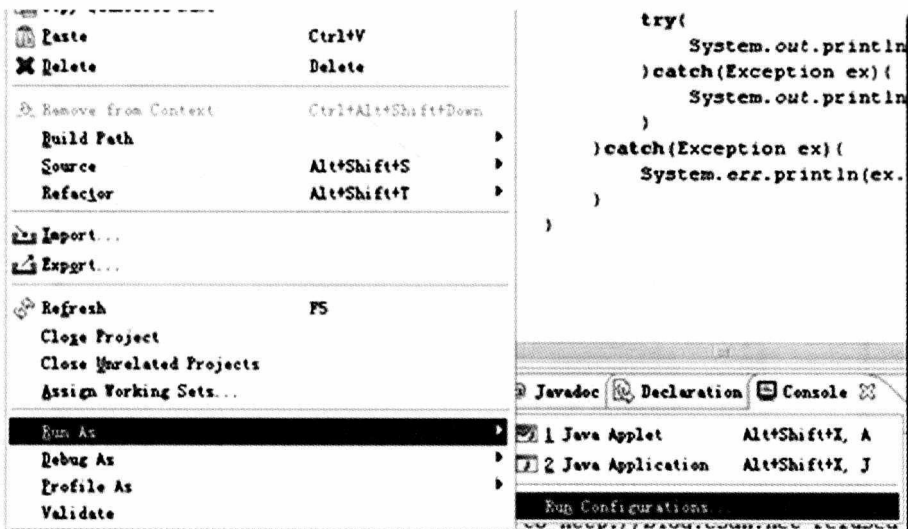 Paste Ctrl+V
Delete Delete
Remove from Context Ctrl+Alt+Shift+Down
Build Path
Source Alt+Shift+S
Refactor Alt+Shift+T
Import...
Export...
Refresh F5
Close Project
Close Unrelated Projects
Assign Working Sets...
Run As
Debug As
Profile As
Validate
try{
System.out.println
}catch(Exception ex){
System.out.println
}
}catch(Exception ex){
System.err.println(ex.
}
}
Javadoc Declaration Console
1 Java Applet Alt+Shift+X, A
2 Java Application Alt+Shift+X, J
Run Configurations...